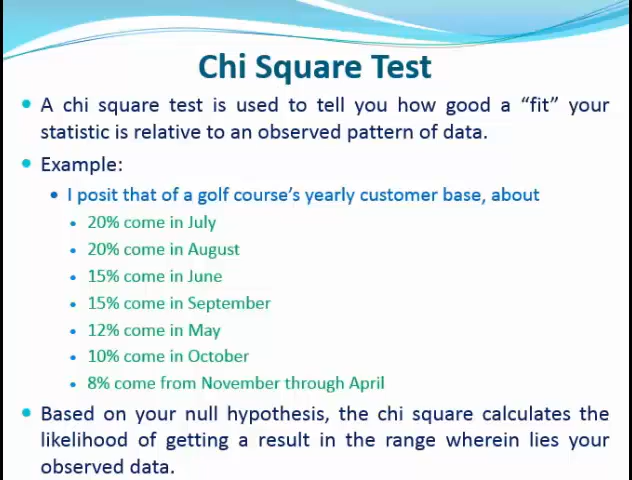 Chi Square Test
• A chi square test is used to tell you how good a “fit” your
statistic is relative to an observed pattern of data.
• Example:
• I posit that of a golf course’s yearly customer base, about
• 20% come in July
• 20% come in August
• 15% come in June
• 15% come in September
• 12% come in May
• 10% come in October
• 8% come from November through April
• Based on your null hypothesis, the chi square calculates the
likelihood of getting a result in the range wherein lies your
observed data.